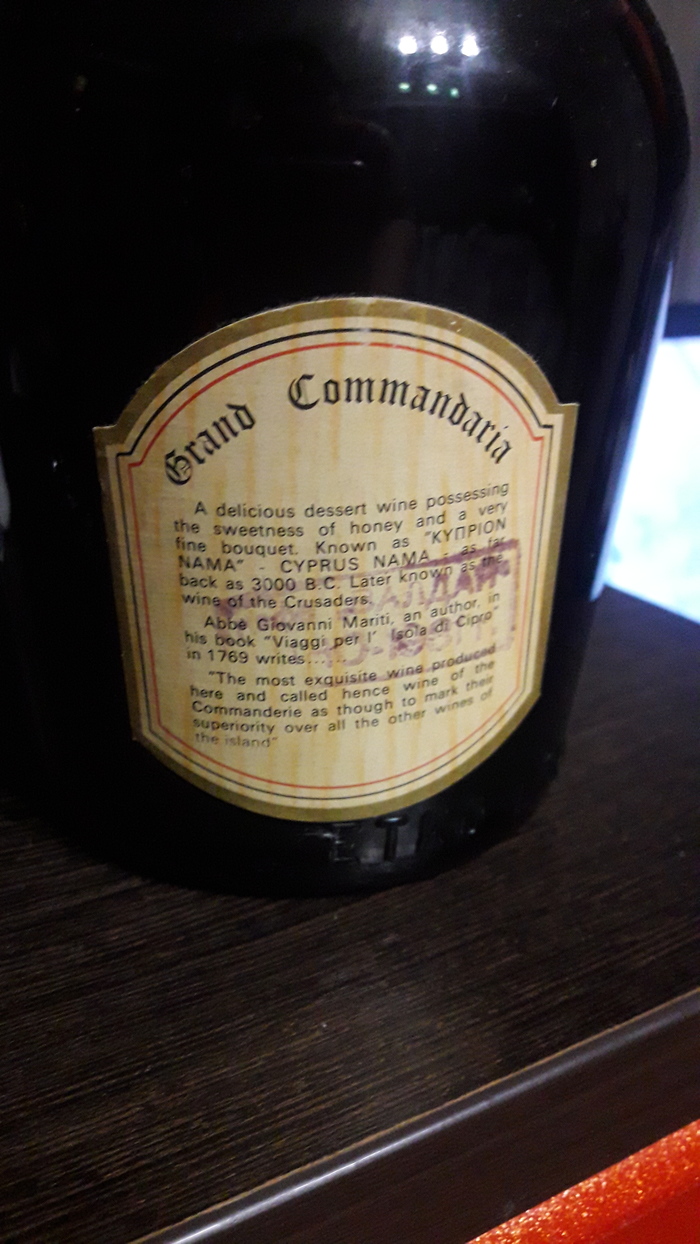 Grand Commandaria
A delicious dessert wine possessing
the sweetness of honey and a very
fine bouquet. Known as "ΚΥΠΡΙΟΝ
ΝΑΜΑ" - CYPRUS NAMA - as far
back as 3000 B.C. Later known as the
wine of the Crusaders.
Abbè Giovanni Mariti, an author, in
his book "Viaggi per l' Isola di Cipro"
in 1769 writes......
"The most exquisite wine produced
here and called hence wine of the
Commanderie as though to mark their
superiority over all the other wines of
the island"